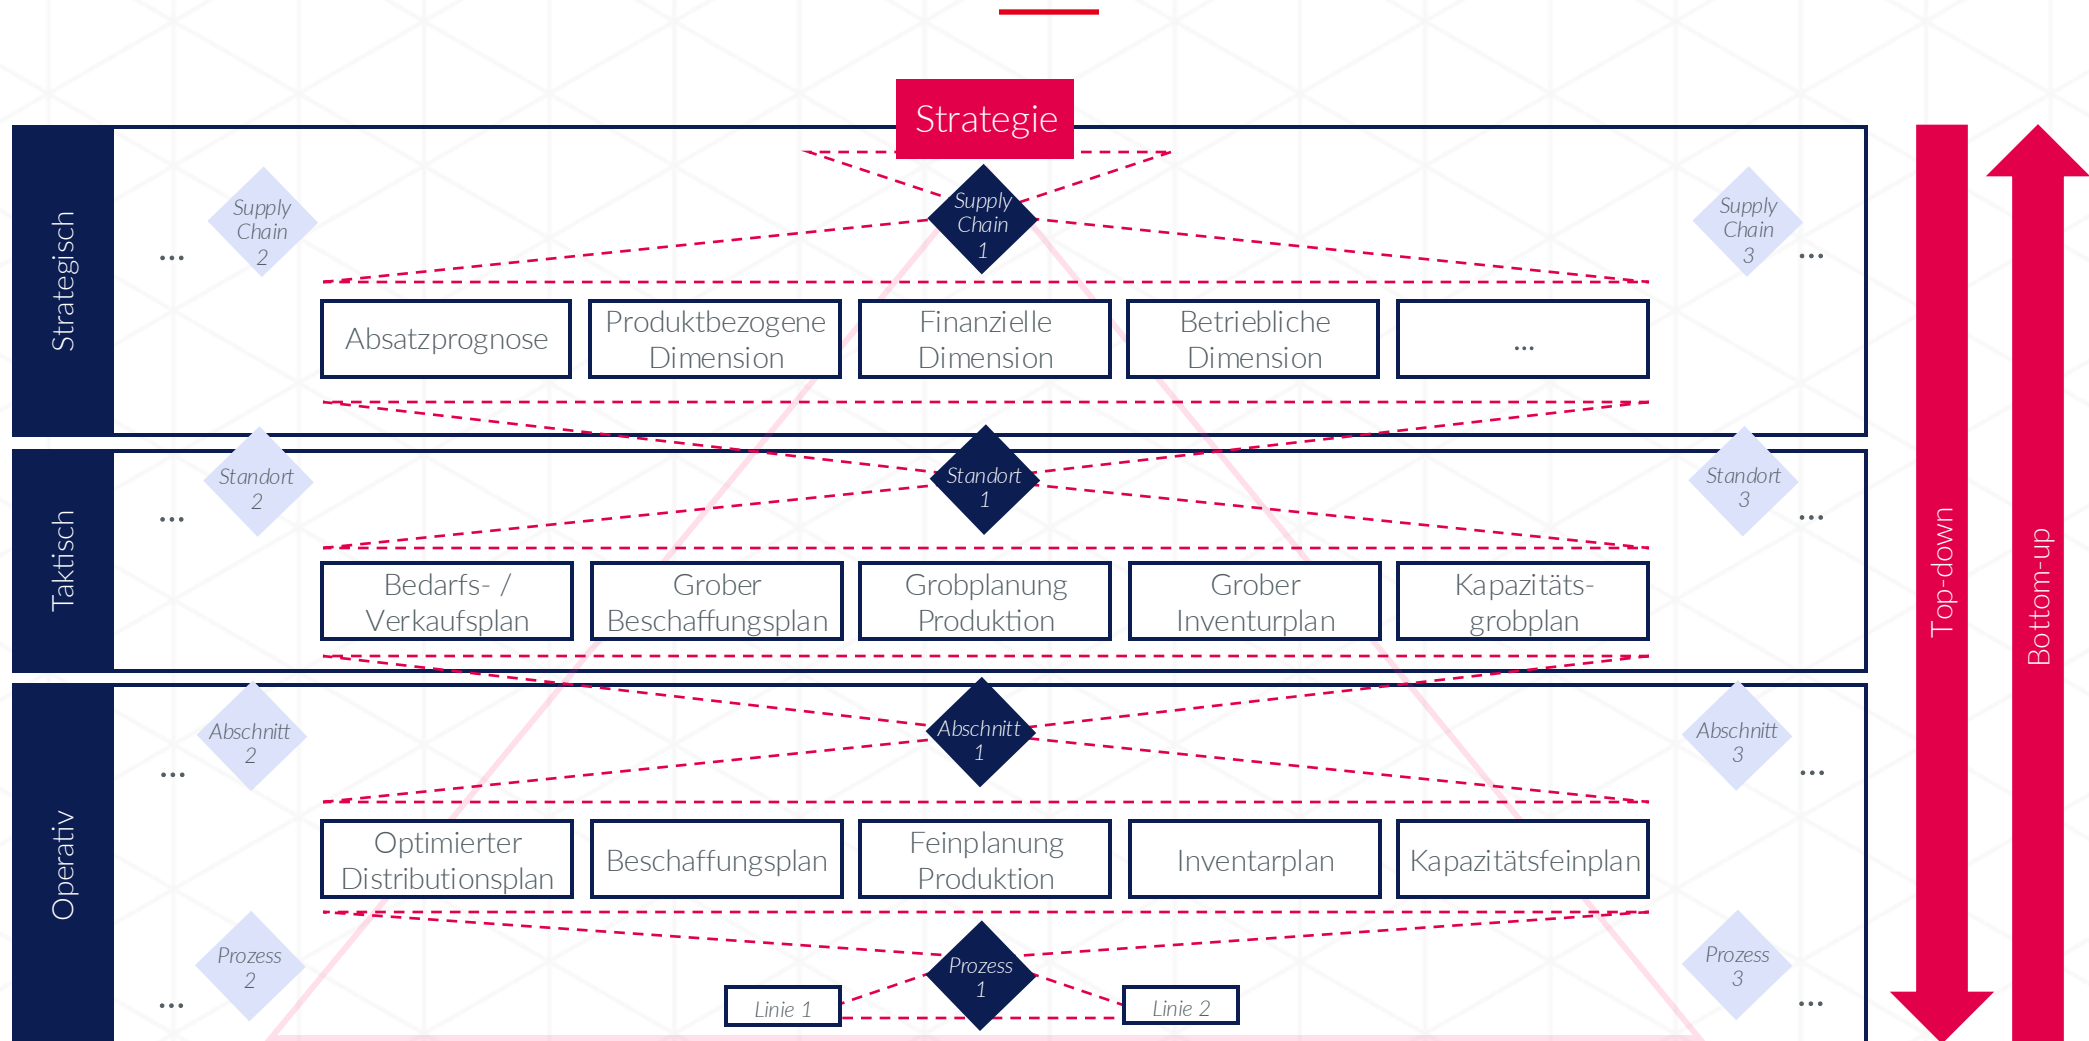 Strategie
Strategisch
...
Supply
Chain
2
Supply
Chain
1
Supply
Chain
3
...
Absatzprognose
Produktbezogene
Dimension
Finanzielle
Dimension
Betriebliche
Dimension
...
Taktisch
...
Standort
2
Standort
1
Standort
3
...
Bedarfs- /
Verkaufsplan
Grober
Beschaffungsplan
Grobplanung
Produktion
Grober
Inventurplan
Kapazitäts-
grobplan
Operativ
...
Abschnitt
2
Abschnitt
1
Abschnitt
3
...
Optimierter
Distributionsplan
Beschaffungsplan
Feinplanung
Produktion
Inventarplan
Kapazitätsfeinplan
...
Prozess
2
Prozess
1
Prozess
3
...
Linie 1
Linie 2
Top-down
Bottom-up